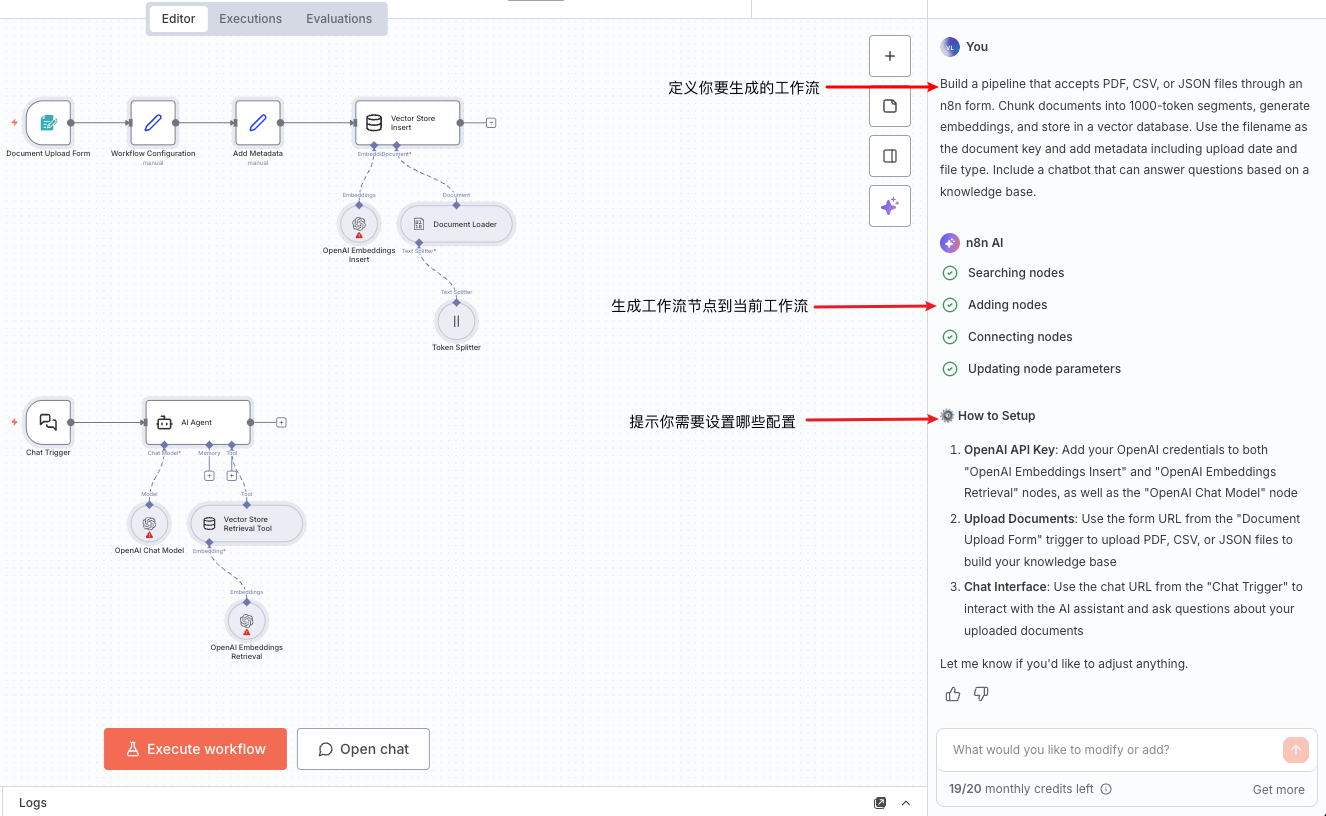 Editor
Executions
Evaluations
Document Upload Form
Workflow Configuration
manual
Add Metadata
manual
Vector Store
Insert
Embeddi
Document*
Embeddings
Document
OpenAI Embeddings
Insert
Document Loader
Text Splitter*
Text Splitter
Token Splitter
Chat Trigger
AI Agent
Chat Model*
Memory
Tool
Model
Tool
OpenAI Chat Model
Vector Store
Retrieval Tool
Embedding*
Embeddings
OpenAI Embeddings
Retrieval
Execute workflow
Open chat
Logs
定义你要生成的工作流
生成工作流节点到当前工作流
提示你需要设置哪些配置
VL
You
Build a pipeline that accepts PDF, CSV, or JSON files through an
n8n form. Chunk documents into 1000-token segments, generate
embeddings, and store in a vector database. Use the filename as
the document key and add metadata including upload date and
file type. Include a chatbot that can answer questions based on a
knowledge base.
n8n AI
Searching nodes
Adding nodes
Connecting nodes
Updating node parameters
How to Setup
1. OpenAI API Key: Add your OpenAI credentials to both
"OpenAI Embeddings Insert" and "OpenAI Embeddings
Retrieval" nodes, as well as the "OpenAI Chat Model" node
2. Upload Documents: Use the form URL from the "Document
Upload Form" trigger to upload PDF, CSV, or JSON files to
build your knowledge base
3. Chat Interface: Use the chat URL from the "Chat Trigger" to
interact with the AI assistant and ask questions about your
uploaded documents
Let me know if you'd like to adjust anything.
What would you like to modify or add?
19/20 monthly credits left
Get more